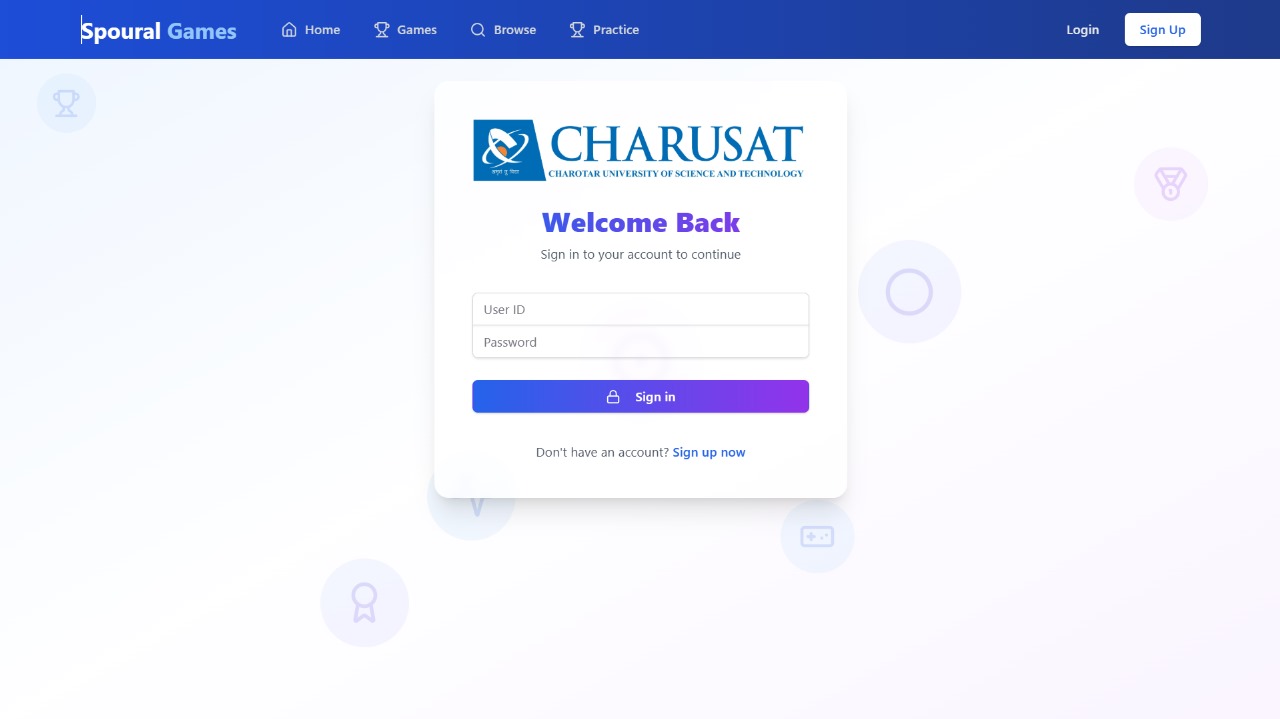 Spoural Games Home Games Browse Practice Login Sign Up
CHARUSAT
CHAROTAR UNIVERSITY OF SCIENCE AND TECHNOLOGY
Welcome Back
Sign in to your account to continue
User ID
Password
Sign in
Don't have an account? Sign up now